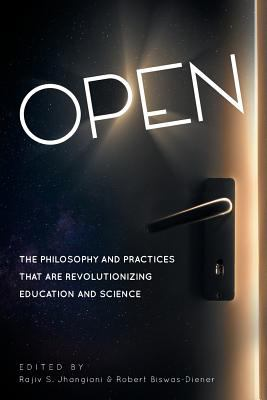 OPEN
THE PHILOSOPHY AND PRACTICES
THAT ARE REVOLUTIONIZING
EDUCATION AND SCIENCE
EDITED BY
Rajiv S. Jhangiani & Robert Biswas-Diener